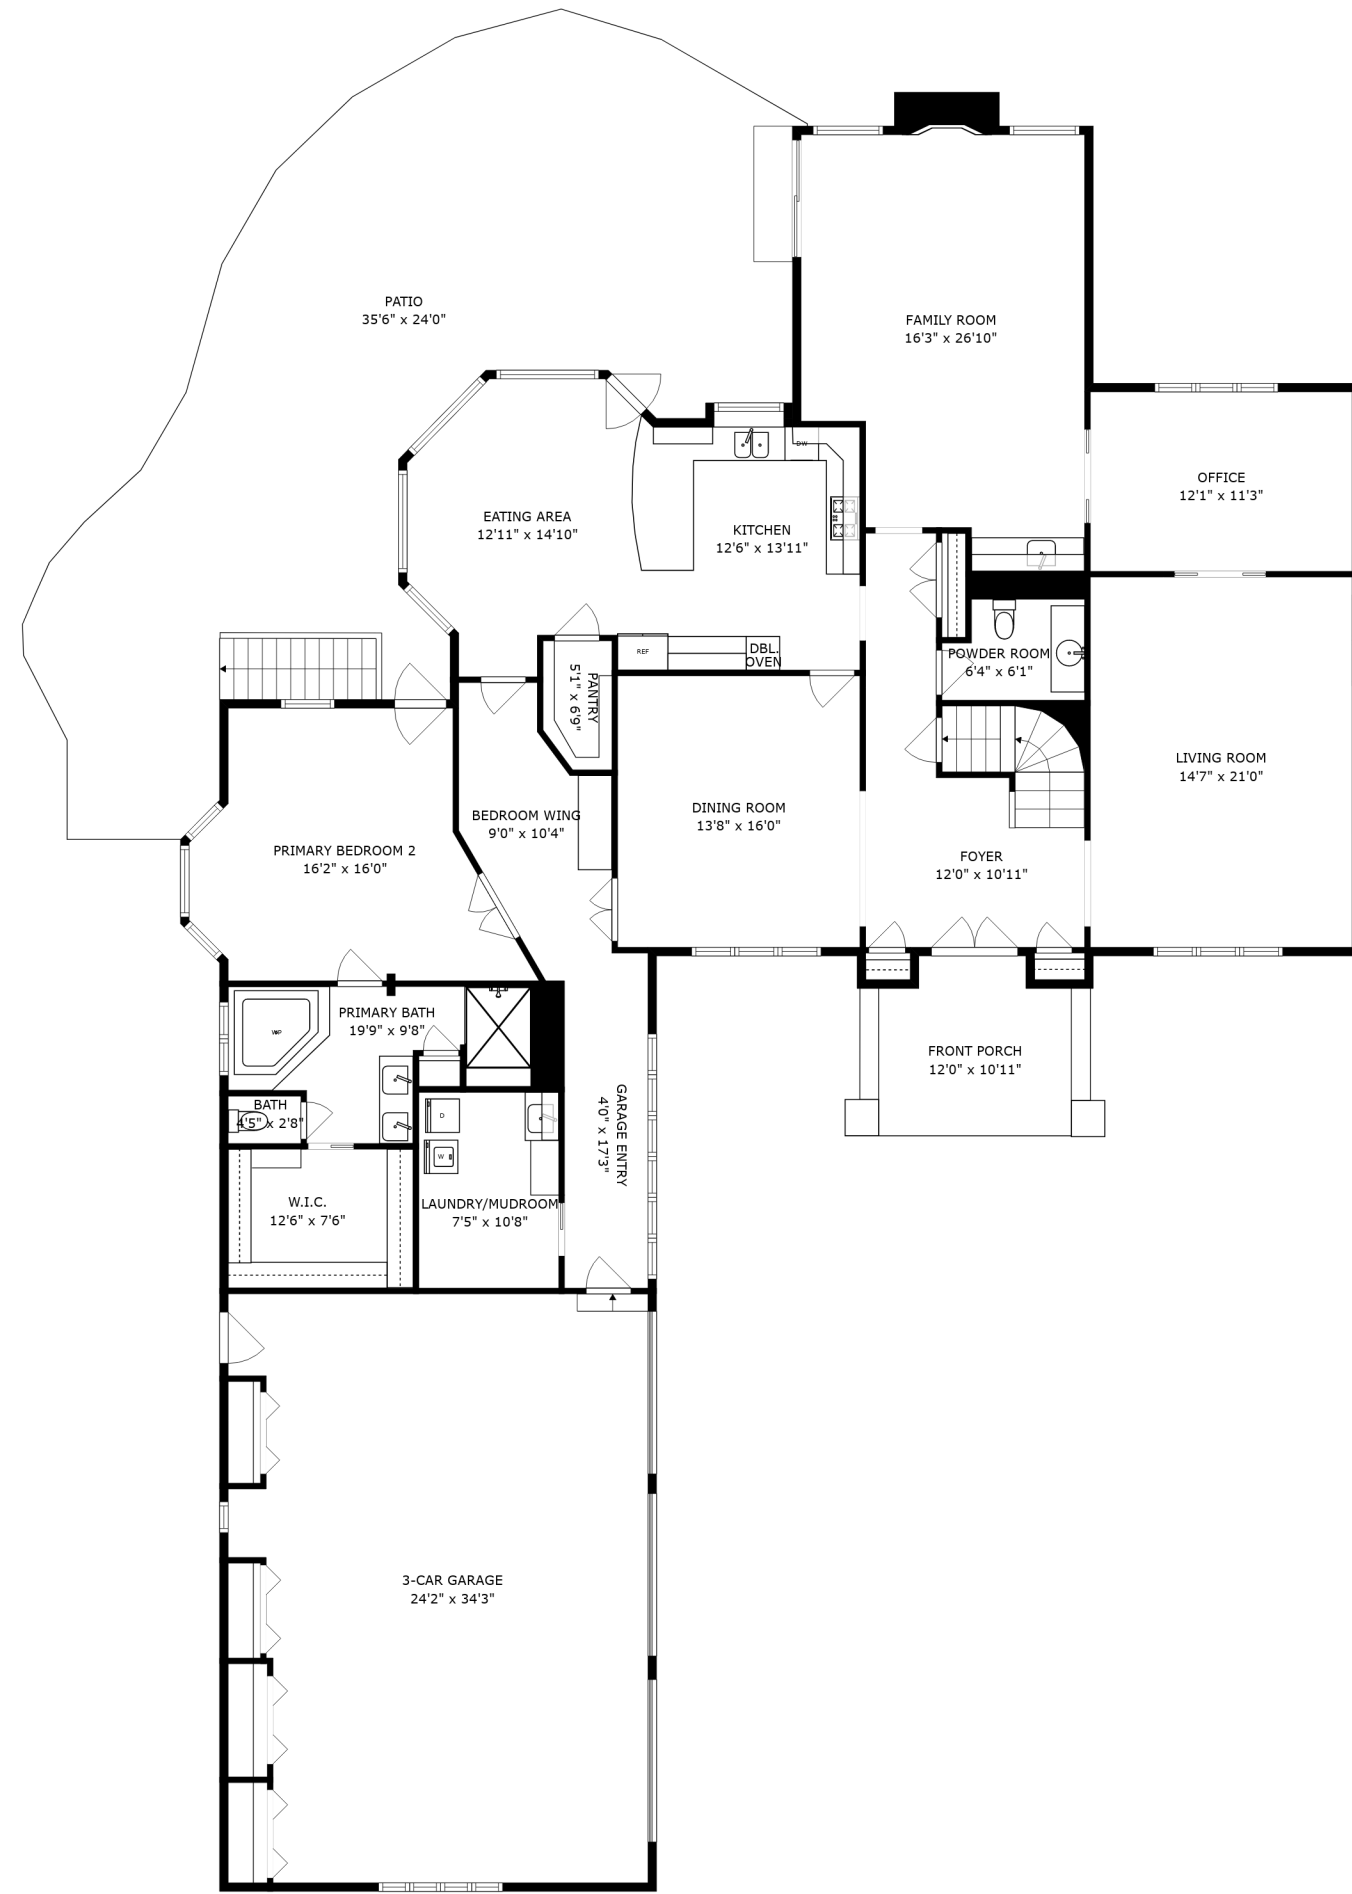 PATIO
35'6" x 24'0"
FAMILY ROOM
16'3" x 26'10"
OFFICE
12'1" x 11'3"
EATING AREA
12'11" x 14'10"
KITCHEN
12'6" x 13'11"
DW
REF
DBL.
OVEN
POWDER ROOM
6'4" x 6'1"
PANTRY
5'1" x 6'9"
LIVING ROOM
14'7" x 21'0"
DINING ROOM
13'8" x 16'0"
BEDROOM WING
9'0" x 10'4"
PRIMARY BEDROOM 2
16'2" x 16'0"
FOYER
12'0" x 10'11"
PRIMARY BATH
19'9" x 9'8"
FRONT PORCH
12'0" x 10'11"
BATH
4'5" x 2'8"
D
W
GARAGE ENTRY
4'0" x 17'3"
W.I.C.
12'6" x 7'6"
LAUNDRY/MUDROOM
7'5" x 10'8"
3-CAR GARAGE
24'2" x 34'3"